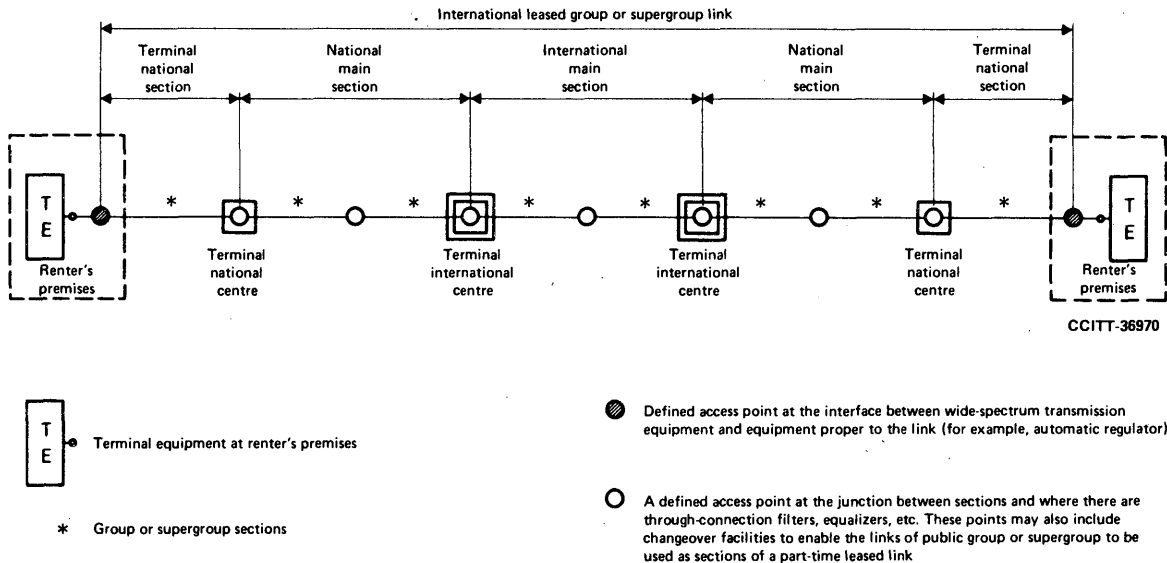 International leased group or supergroup link
Terminal
national
section
National
main
section
International
main
section
National
main
section
Terminal
national
section
T
E
* * * * * * * *
T
E
Renter's
premises
Terminal
national
centre
Terminal
international
centre
Terminal
international
centre
Terminal
national
centre
Renter's
premises
CCITT-36970
T
E
Terminal equipment at renter's premises
* Group or supergroup sections
Defined access point at the interface between wide-spectrum transmission
equipment and equipment proper to the link (for example, automatic regulator)
A defined access point at the junction between sections and where there are
through-connection filters, equalizers, etc. These points may also include
changeover facilities to enable the links of public group or supergroup to be
used as sections of a part-time leased link